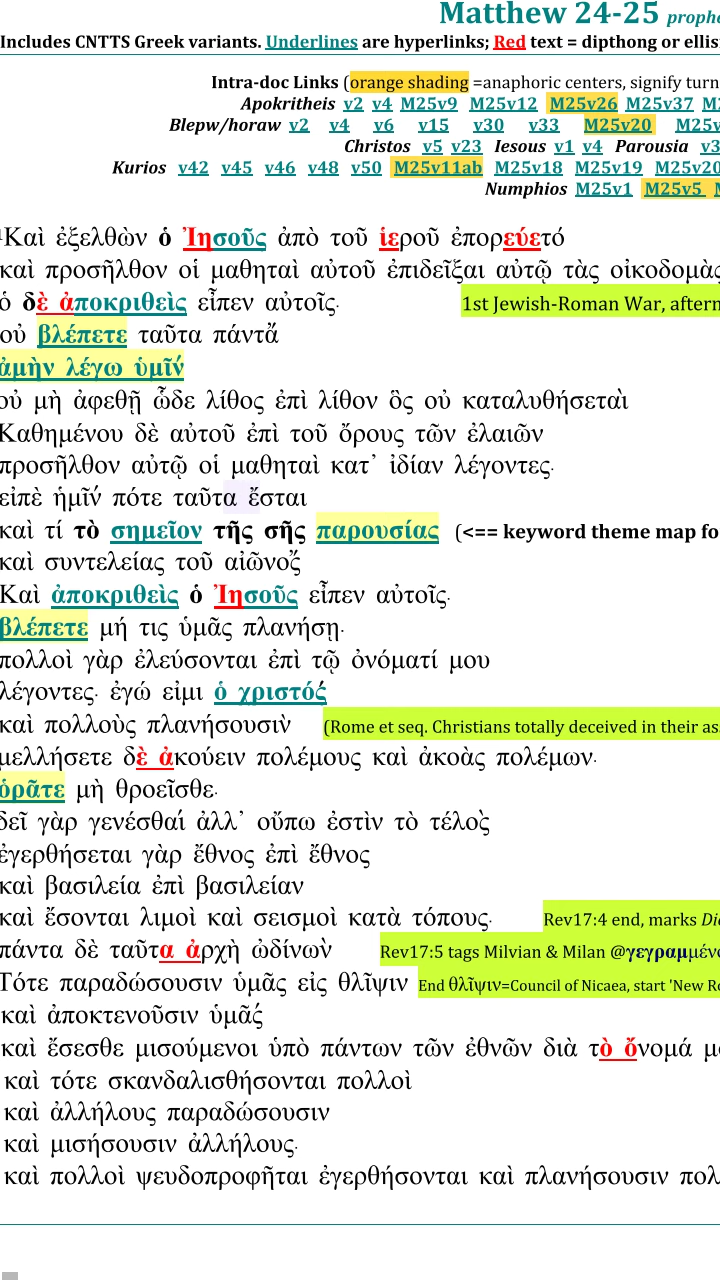 Matthew 24-25
Includes CNTTS Greek variants. Underlines are hyperlinks; Red text = dipthong or
Intra-doc Links (orange shading =anaphoric centers, signify turn
Apokritheis v2 v4 M25v9 M25v12 M25v26 M25v37
Blepw/horaw v2 v4 v6 v15 v30 v33 M25v20
Christos v5 v23 Iesous v1 v4 Parousia
Kurios v42 v45 v46 v48 v50 M25v11ab M25v18 M25v19 M25v20
Numphios M25v1 M25v5
Καὶ ἐξελθὼν ὁ Ἰησοῦς ἀπὸ τοῦ ἱεροῦ ἐπορεύετό
καὶ προσῆλθον οἱ μαθηταὶ αὐτοῦ ἐπιδεῖξαι αὐτῷ τὰς οἰκοδομὰς
ὁ δὲ ἀποκριθεὶς εἶπεν αὐτοῖς· 1st Jewish-Roman War,
οὐ βλέπετε ταῦτα πάντἄ
ἀμὴν λέγω ὑμῖν́
οὐ μὴ ἀφεθῇ ὧδε λίθος ἐπὶ λίθον ὃς οὐ καταλυθήσεταὶ
Καθημένου δὲ αὐτοῦ ἐπὶ τοῦ ὄρους τῶν ἐλαιῶν
προσῆλθον αὐτῷ οἱ μαθηταὶ κατ᾽ ἰδίαν λέγοντες·
εἰπὲ ἡμῖν́ πότε ταῦτα ἔσται
καὶ τί τὸ σημεῖον τῆς σῆς παρουσίας (<== keyword theme map
καὶ συντελείας τοῦ αἰῶνοξ̃
Καὶ ἀποκριθεὶς ὁ Ἰησοῦς εἶπεν αὐτοῖς·
βλέπετε μή τις ὑμᾶς πλανήσῃ·
πολλοὶ γὰρ ἐλεύσονται ἐπὶ τῷ ὀνόματί μου
λέγοντες· ἐγώ εἰμι ὁ χριστός
καὶ πολλοὺς πλανήσουσιν̀ (Rome et seq. Christians totally deceived in their
μελλήσετε δὲ ἀκούειν πολέμους καὶ ἀκοὰς πολέμων·
ὁρᾶτε μὴ θροεῖσθε·
δεῖ γὰρ γενέσθαί ἀλλ᾽ οὔπω ἐστὶν τὸ τέλος̀
ἐγερθήσεται γὰρ ἔθνος ἐπὶ ἔθνος
καὶ βασιλεία ἐπὶ βασιλείαν
καὶ ἔσονται λιμοὶ καὶ σεισμοὶ κατὰ τόπους· Rev17:4 end, marks
πάντα δὲ ταῦτα ἀρχὴ ὠδίνων̀ Rev17:5 tags Milvian & Milan @γεγραμμένο
Τότε παραδώσουσιν ὑμᾶς εἰς θλῖψιν End θλῖψιν=Council of Nicaea, start 'New
καὶ ἀποκτενοῦσιν ὑμᾶς́
καὶ ἔσεσθε μισούμενοι ὑπὸ πάντων τῶν ἐθνῶν διὰ τὸ ὄνομά
καὶ τότε σκανδαλισθήσονται πολλοὶ
καὶ ἀλλήλους παραδώσουσιν
καὶ μισήσουσιν ἀλλήλους·
καὶ πολλοὶ ψευδοπροφῆται ἐγερθήσονται καὶ πλανήσουσιν